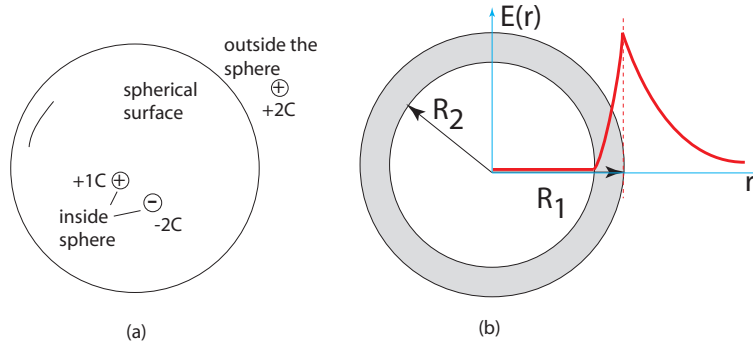 outside the
sphere
+
+2C
spherical
surface
+1C +
−
inside
sphere
-2C
(a)
E(r)
R2
R1
r
(b)